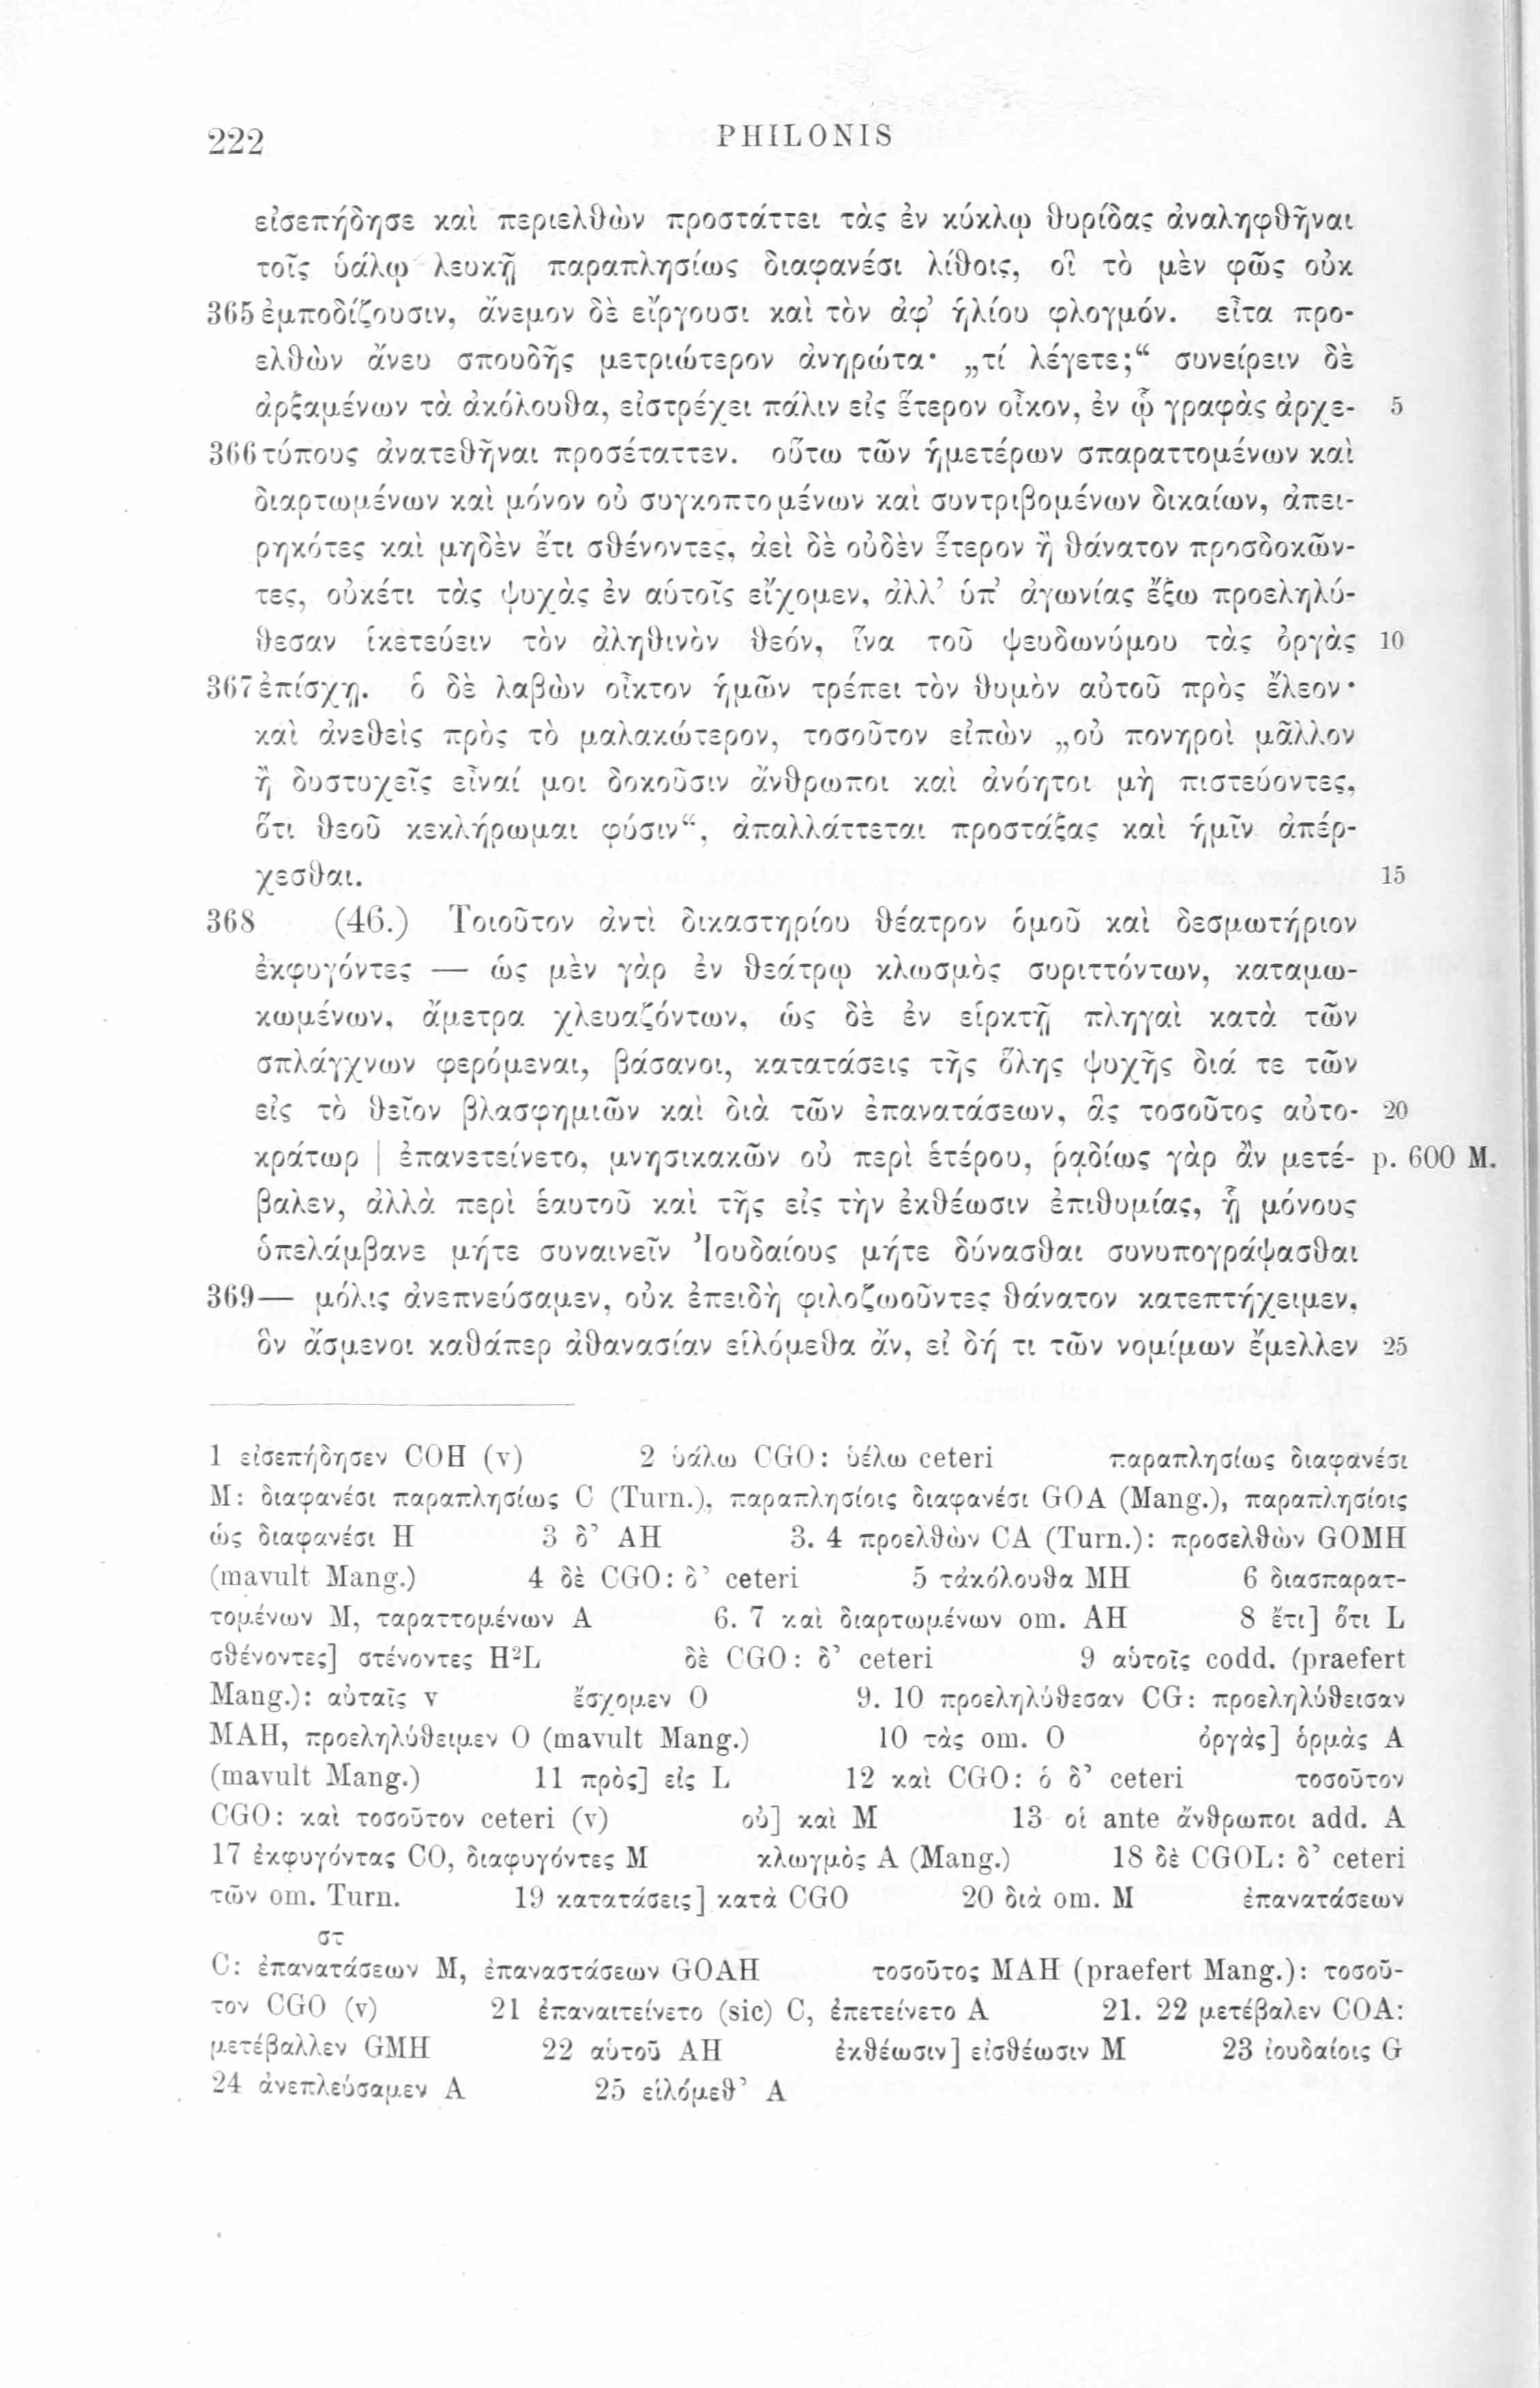 222 PHILONIS
εἰσεπήδησε καὶ περιελθὼν προστάττει τὰς ἐν κύκλῳ θυρίδας ἀναληφθῆναι
τοῖς ὑάλῳ λευκῇ παραπλησίως διαφανέσι λίθοις, οἳ τὸ μὲν φῶς οὐκ
365 ἐμποδίζουσιν, ἄνεμον δὲ εἴργουσι καὶ τὸν ἀφ’ ἡλίου φλογμόν. εἶτα προ-
ελθὼν ἄνευ σπουδῆς μετριώτερον ἀνηρώτα· „τί λέγετε;“ συνείρειν δὲ
ἀρξαμένων τὰ ἀκόλουθα, εἰστρέχει πάλιν εἰς ἕτερον οἶκον, ἐν ᾧ γραφὰς ἀρχε- 5
366 τύπους ἀνατεθῆναι προσέταττεν. οὕτω τῶν ἡμετέρων σπαραττομένων καὶ
διαρτωμένων καὶ μόνον οὐ συγκοπτομένων καὶ συντριβομένων δικαίων, ἀπει-
ρηκότες καὶ μηδὲν ἔτι σθένοντες, ἀεὶ δὲ οὐδὲν ἕτερον ἢ θάνατον προσδοκῶν-
τες, οὐκέτι τὰς ψυχὰς ἐν αὑτοῖς εἴχομεν, ἀλλ’ ὑπ’ ἀγωνίας ἔξω προεληλύ-
θεσαν ἱκετεύειν τὸν ἀληθινὸν θεόν, ἵνα τοῦ ψευδωνύμου τὰς ὀργὰς 10
367 ἐπίσχῃ. ὁ δὲ λαβὼν οἶκτον ἡμῶν τρέπει τὸν θυμὸν αὐτοῦ πρὸς ἔλεον·
καὶ ἀνεθεὶς πρὸς τὸ μαλακώτερον, τοσοῦτον εἰπὼν „οὐ πονηροὶ μᾶλλον
ἢ δυστυχεῖς εἶναί μοι δοκοῦσιν ἄνθρωποι καὶ ἀνόητοι μὴ πιστεύοντες,
ὅτι θεοῦ κεκλήρωμαι φύσιν“, ἀπαλλάττεται προστάξας καὶ ἡμῖν ἀπέρ-
χεσθαι. 15
368 (46.) Τοιοῦτον ἀντὶ δικαστηρίου θέατρον ὁμοῦ καὶ δεσμωτήριον
ἐκφυγόντες — ὡς μὲν γὰρ ἐν θεάτρῳ κλωσμὸς συριττόντων, καταμω-
κωμένων, ἄμετρα χλευαζόντων, ὡς δὲ ἐν εἱρκτῇ πληγαὶ κατὰ τῶν
σπλάγχνων φερόμεναι, βάσανοι, κατατάσεις τῆς ὅλης ψυχῆς διά τε τῶν
εἰς τὸ θεῖον βλασφημιῶν καὶ διὰ τῶν ἐπανατάσεων, ἃς τοσοῦτος αὐτο- 20
κράτωρ | ἐπανετείνετο, μνησικακῶν οὐ περὶ ἑτέρου, ῥᾳδίως γὰρ ἂν μετέ- p. 600 M.
βαλεν, ἀλλὰ περὶ ἑαυτοῦ καὶ τῆς εἰς τὴν ἐκθέωσιν ἐπιθυμίας, ᾗ μόνους
ὑπελάμβανε μήτε συναινεῖν Ἰουδαίους μήτε δύνασθαι συνυπογράψασθαι
369 — μόλις ἀνεπνεύσαμεν, οὐκ ἐπειδὴ φιλοζωοῦντες θάνατον κατεπτήχειμεν,
ὃν ἄσμενοι καθάπερ ἀθανασίαν εἱλόμεθα ἄν, εἰ δή τι τῶν νομίμων ἔμελλεν 25
1 εἰσεπήδησεν COH (v) 2 ὑάλω CGO: ὑέλω ceteri παραπλησίως διαφανέσι
M: διαφανέσι παραπλησίως C (Turn.), παραπλησίοις διαφανέσι GOA (Mang.), παραπλησίοις
ὡς διαφανέσι H 3 δ’ AH 3. 4 προελθὼν CA (Turn.): προσελθὼν GOMH
(mavult Mang.) 4 δὲ CGO: δ’ ceteri 5 τἀκόλουθα MH 6 διασπαρατ-
τομένων M, ταραττομένων A 6. 7 καὶ διαρτωμένων om. AH 8 ἔτι] ὅτι L
σθένοντες] στένοντες H²L δὲ CGO: δ’ ceteri 9 αὑτοῖς codd. (praefert
Mang.): αὐταῖς v ἔσχομεν O 9. 10 προεληλύθεσαν CG: προεληλύθεισαν
MAH, προεληλύθειμεν O (mavult Mang.) 10 τὰς om. O ὀργὰς] ὁρμὰς A
(mavult Mang.) 11 πρὸς] εἰς L 12 καὶ CGO: ὁ δ’ ceteri τοσοῦτον
CGO: καὶ τοσοῦτον ceteri (v) οὐ] καὶ M 13 οἱ ante ἄνθρωποι add. A
17 ἐκφυγόντας CO, διαφυγόντες M κλωγμὸς A (Mang.) 18 δὲ CGOL: δ’ ceteri
τῶν om. Turn. 19 κατατάσεις] κατὰ CGO 20 διὰ om. M ἐπανατάσεων
στ
C: ἐπανατάσεων M, ἐπαναστάσεων GOAH τοσοῦτος MAH (praefert Mang.): τοσοῦ-
τον CGO (v) 21 ἐπαναιτείνετο (sic) C, ἐπετείνετο A 21. 22 μετέβαλεν COA:
μετέβαλλεν GMH 22 αὑτοῦ AH ἐκθέωσιν] εἰσθέωσιν M 23 ἰουδαίοις G
24 ἀνεπλεύσαμεν A 25 εἱλόμεθ’ A